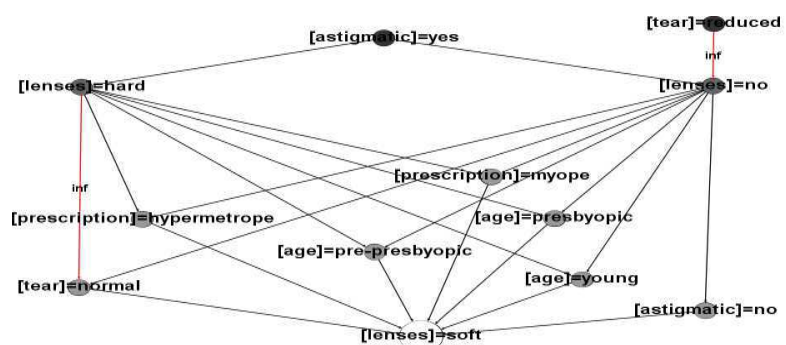 [tear]=reduced
[astigmatic]=yes
inf
[lenses]=hard
[lenses]=no
[prescription]=myope
inf
[prescription]=hypermetrope
[age]=presbyopic
[age]=pre-presbyopic
[age]=young
[tear]=normal
[astigmatic]=no
[lenses]=soft